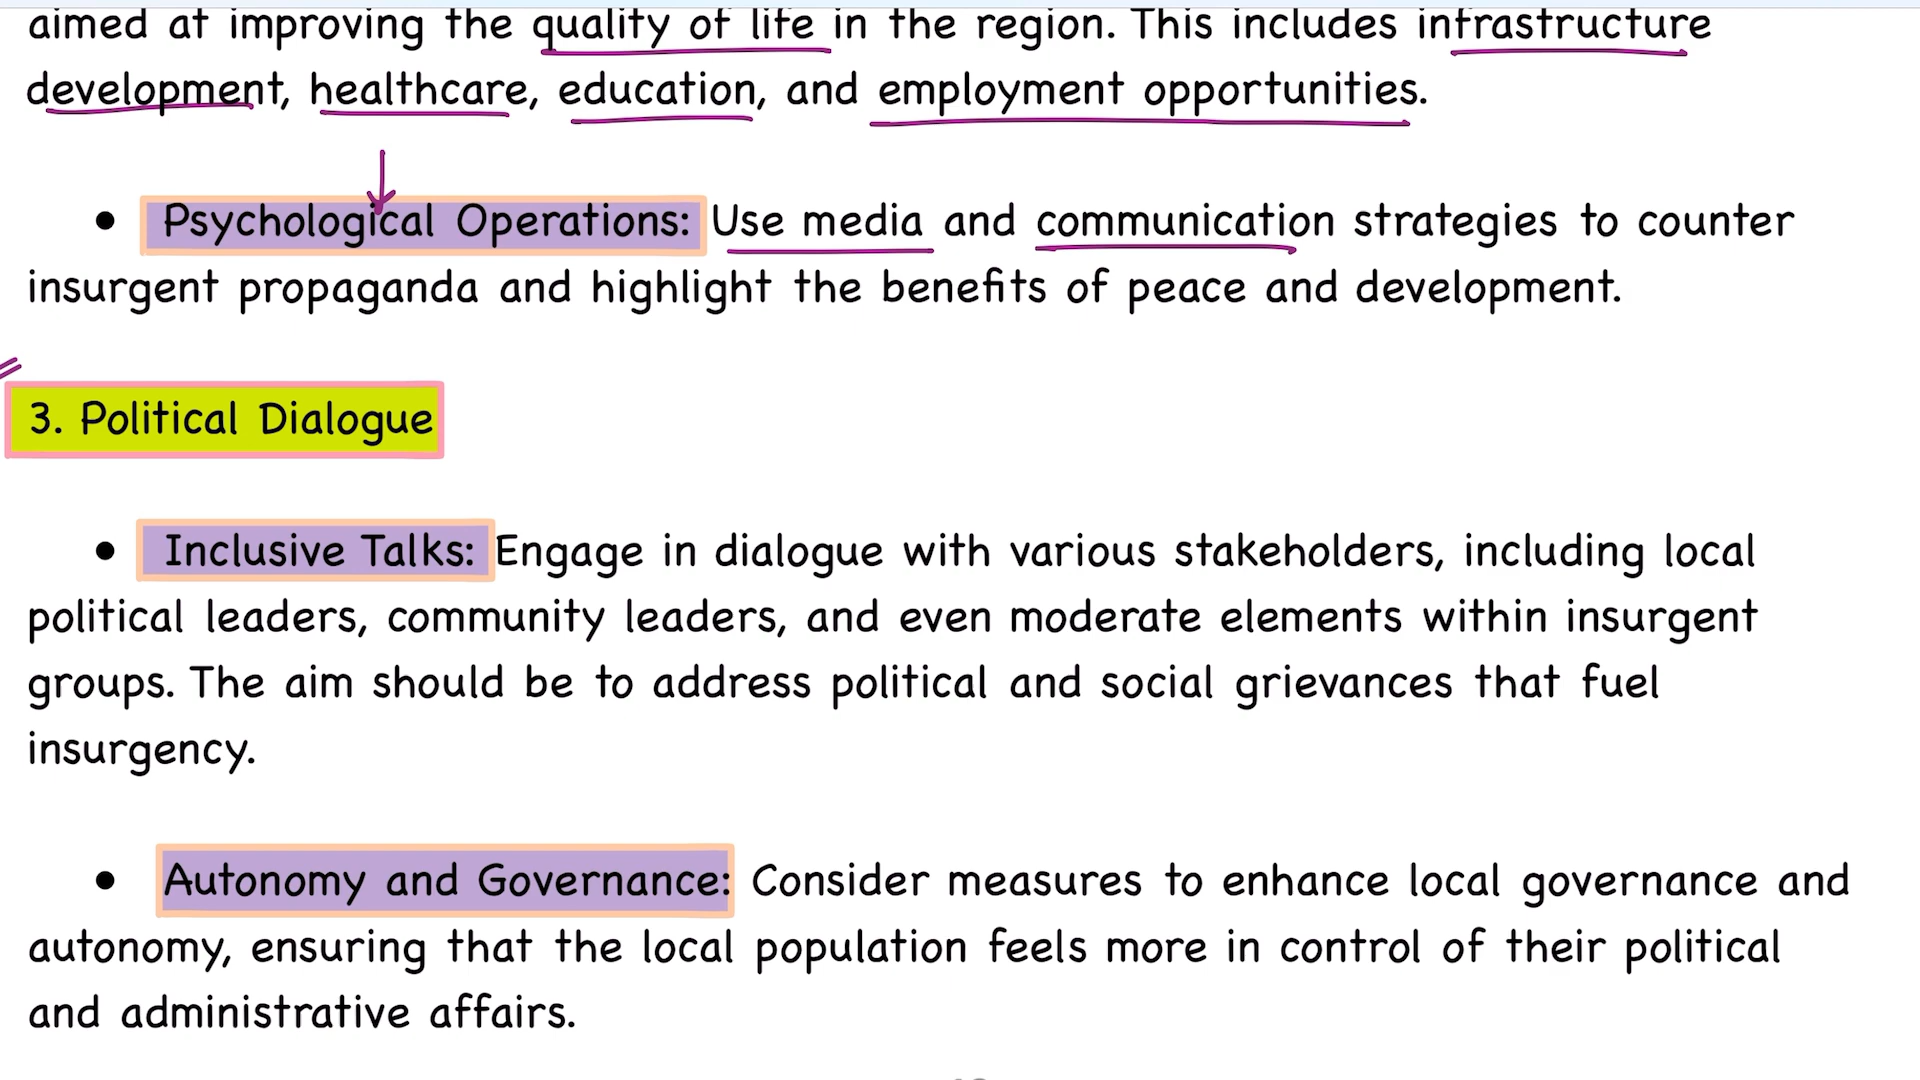 aimed at improving the quality of life in the region. This includes infrastructure
development, healthcare, education, and employment opportunities.
• Psychological Operations: Use media and communication strategies to counter
insurgent propaganda and highlight the benefits of peace and development.
3. Political Dialogue
• Inclusive Talks: Engage in dialogue with various stakeholders, including local
political leaders, community leaders, and even moderate elements within insurgent
groups. The aim should be to address political and social grievances that fuel
insurgency.
• Autonomy and Governance: Consider measures to enhance local governance and
autonomy, ensuring that the local population feels more in control of their political
and administrative affairs.